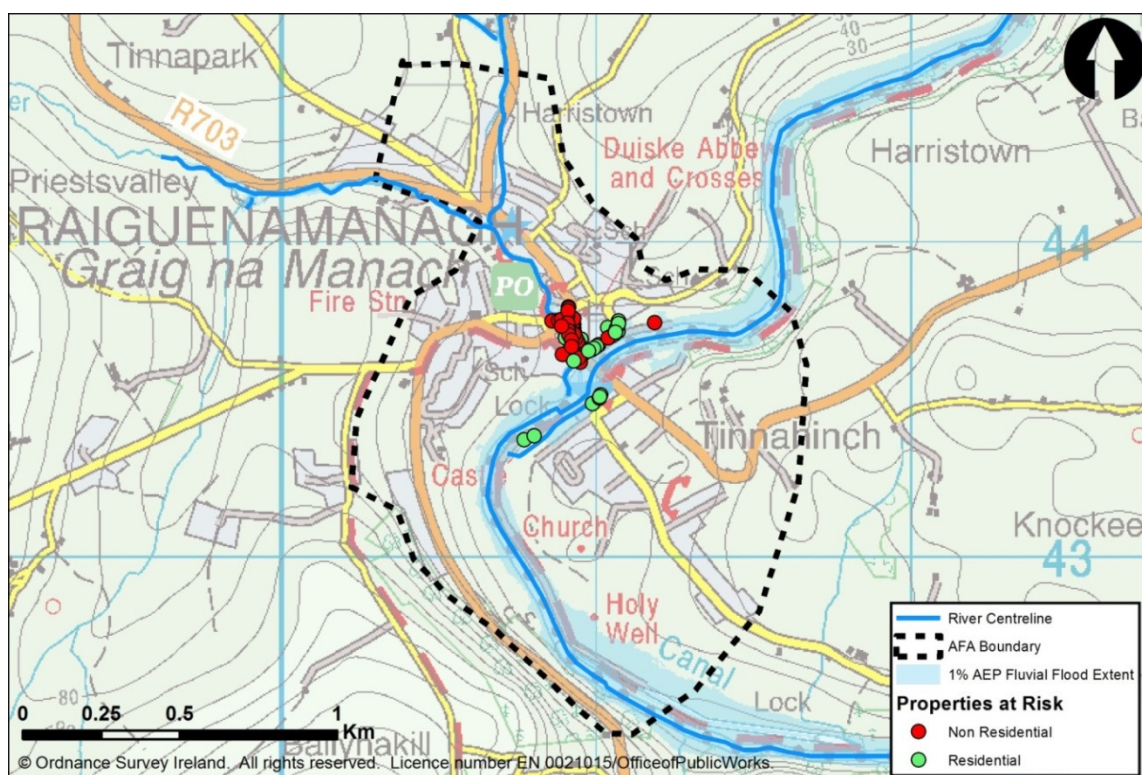 Tinnapark
40
30
R703
Harristown
Duiske Abbe
and Crosses
Harristown
Priestsvalley
RAIGUENAMANAGH
Gráig na Manach
44
PO
Fire Stn
Sch
Lock
Tinnahinch
Castle
Church
Knockee
43
Holy
Well
Canal
Lock
80
Ballynakill
River Centreline
AFA Boundary
1% AEP Fluvial Flood Extent
Properties at Risk
Non Residential
Residential
0 0.25 0.5 1
Km
© Ordnance Survey Ireland. All rights reserved. Licence number EN 0021015/OfficeofPublicWorks.